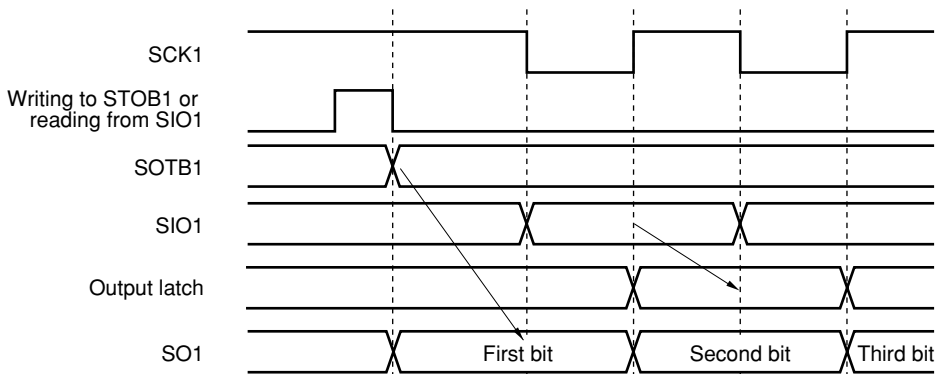 SCK1
Writing to STOB1 or
reading from SIO1
SOTB1
SIO1
Output latch
SO1
First bit
Second bit
Third bit